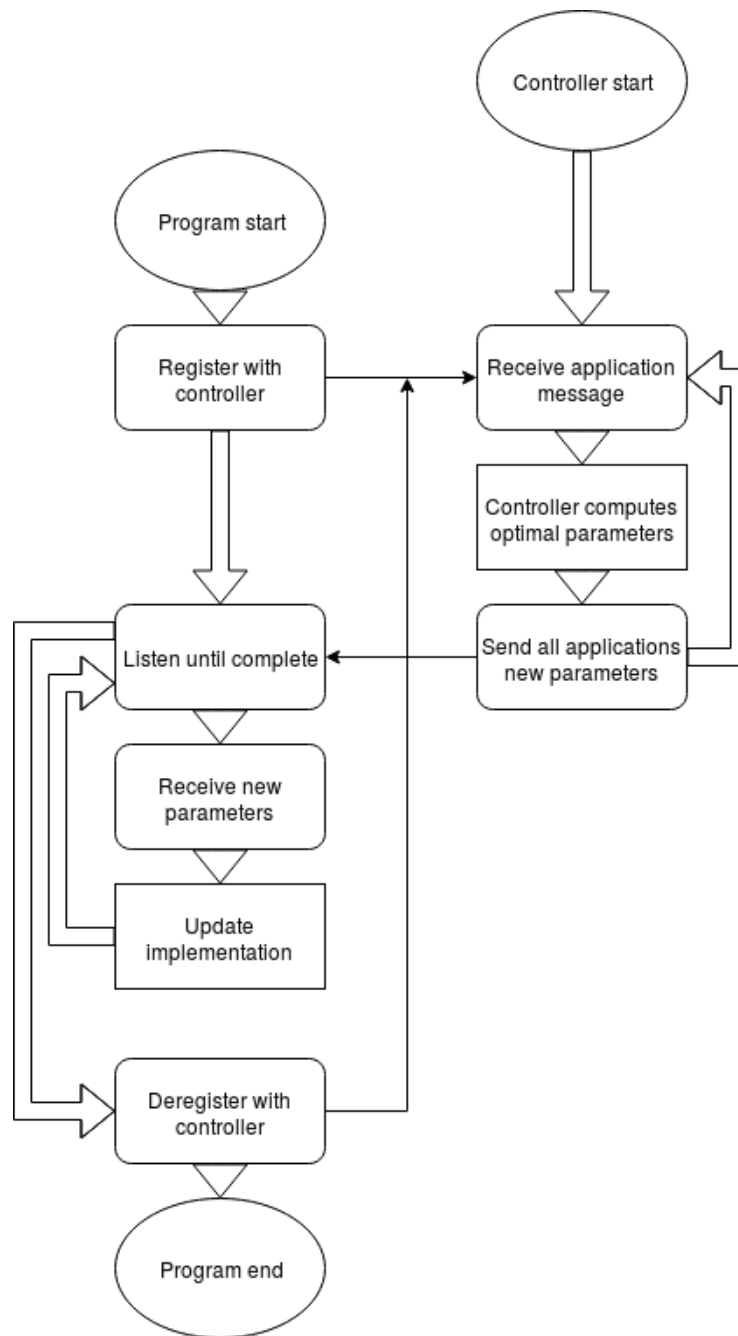 Controller start
Program start
Register with
controller
Receive application
message
Controller computes
optimal parameters
Listen until complete
Send all applications
new parameters
Receive new
parameters
Update
implementation
Deregister with
controller
Program end